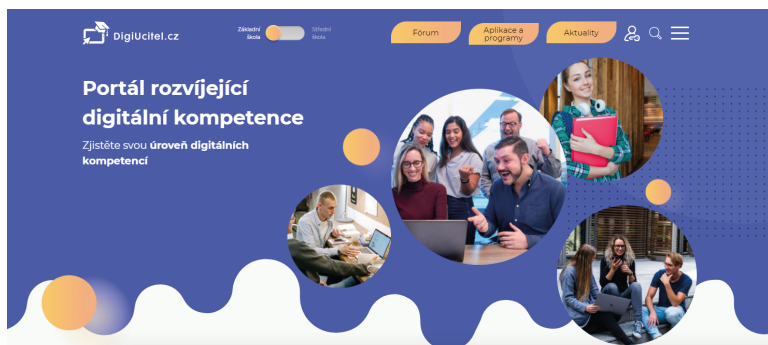 DigiUcitel.cz
Základní
škola
Střední
škola
Fórum
Aplikace a
programy
Aktuality
Portál rozvíjející
digitální kompetence
Zjistěte svou úroveň digitálních
kompetencí